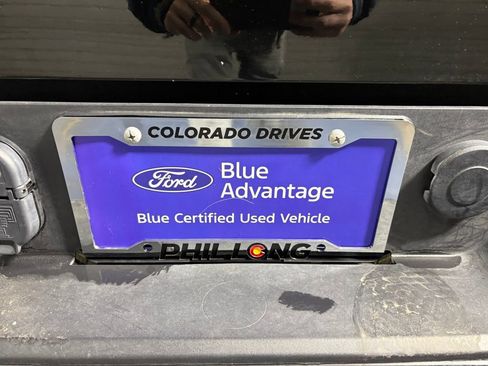 COLORADO DRIVES
Ford
Blue
Advantage
Blue Certified Used Vehicle
PHIL LONG